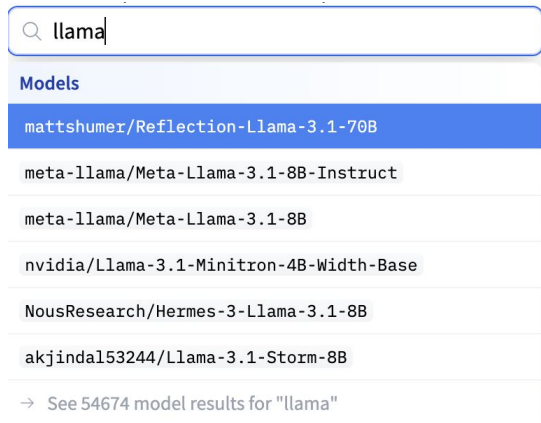 llama
Models
mattshumer/Reflection-Llama-3.1-70B
meta-llama/Meta-Llama-3.1-8B-Instruct
meta-llama/Meta-Llama-3.1-8B
nvidia/Llama-3.1-Minitron-4B-Width-Base
NousResearch/Hermes-3-Llama-3.1-8B
akjindal53244/Llama-3.1-Storm-8B
→ See 54674 model results for "llama"